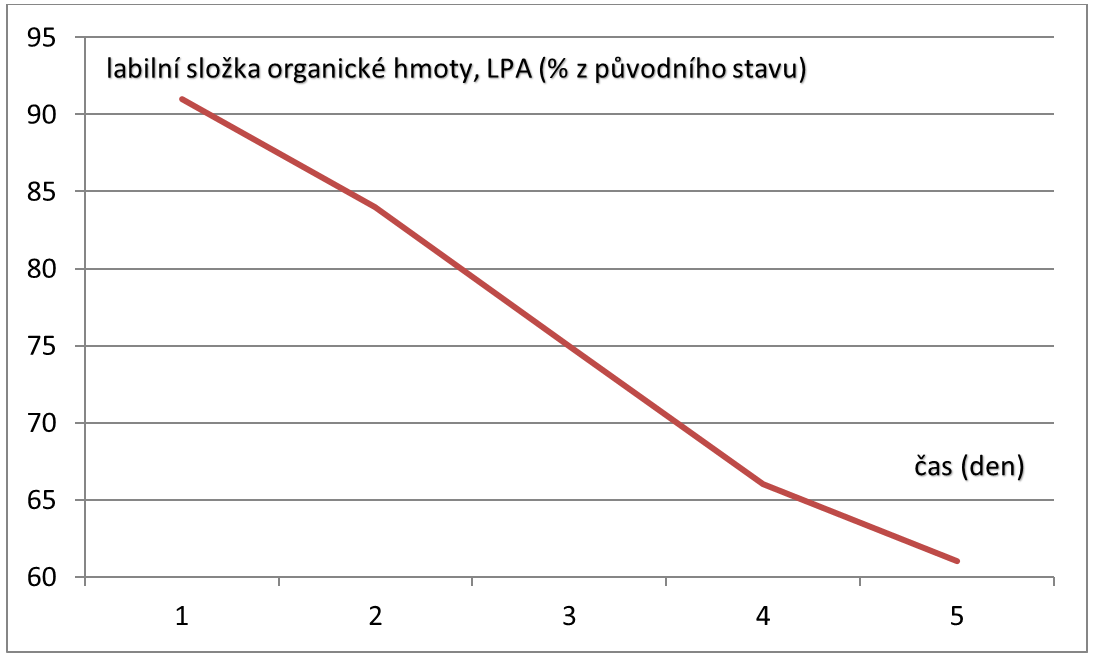 95
labilní složka organické hmoty, LPA (% z původního stavu)
90
85
80
75
70
čas (den)
65
60
1 2 3 4 5